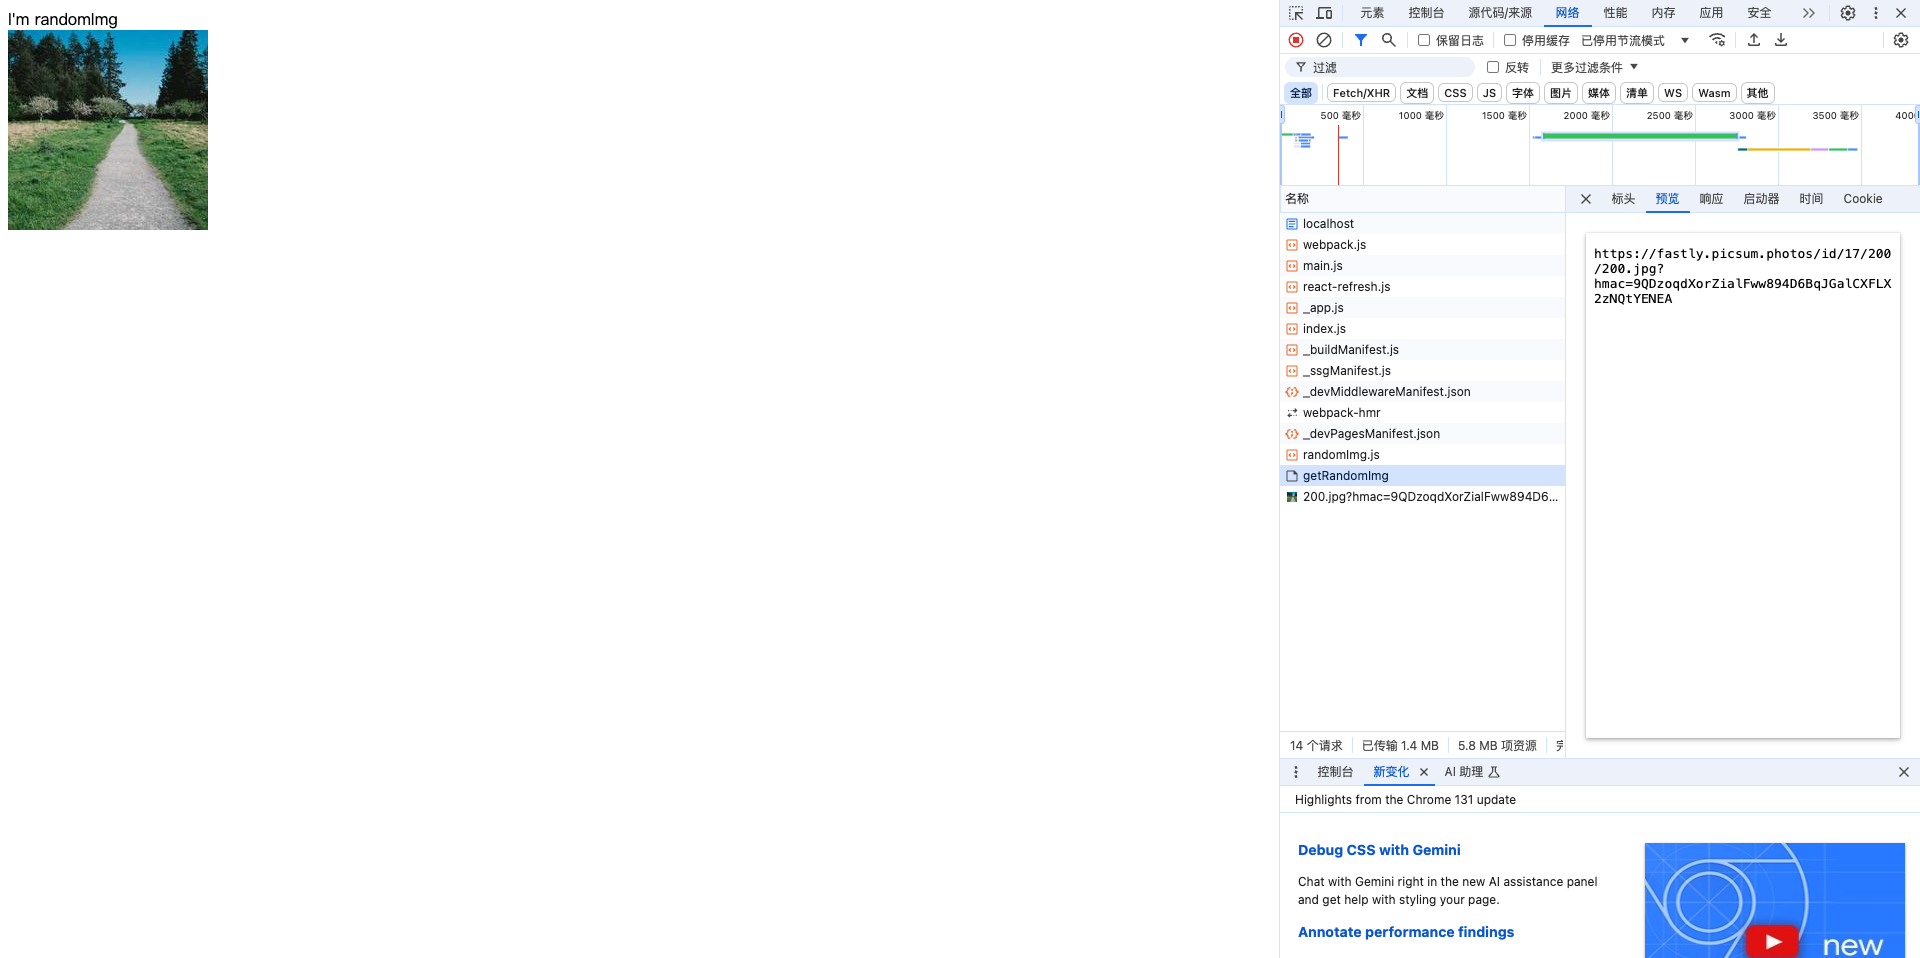 I'm randomImg
元素 控制台 源代码/来源 网络 性能 内存 应用 安全
保留日志 停用缓存 已停用节流模式
过滤 反转 更多过滤条件
全部 Fetch/XHR 文档 CSS JS 字体 图片 媒体 清单 WS Wasm 其他
500 毫秒 1000 毫秒 1500 毫秒 2000 毫秒 2500 毫秒 3000 毫秒 3500 毫秒
名称
标头 预览 响应 启动器 时间 Cookie
localhost
webpack.js
main.js
react-refresh.js
_app.js
index.js
_buildManifest.js
_ssgManifest.js
_devMiddlewareManifest.json
webpack-hmr
_devPagesManifest.json
randomImg.js
getRandomImg
200.jpg?hmac=9QDzoqdXorZialFww894D6...
https://fastly.picsum.photos/id/17/200
/200.jpg?
hmac=9QDzoqdXorZialFww894D6BqJGalCXFLX
2zNQtYENEA
14 个请求 已传输 1.4 MB 5.8 MB 项资源
控制台 新变化 AI 助理
Highlights from the Chrome 131 update
Debug CSS with Gemini
Chat with Gemini right in the new AI assistance panel
and get help with styling your page.
Annotate performance findings
new